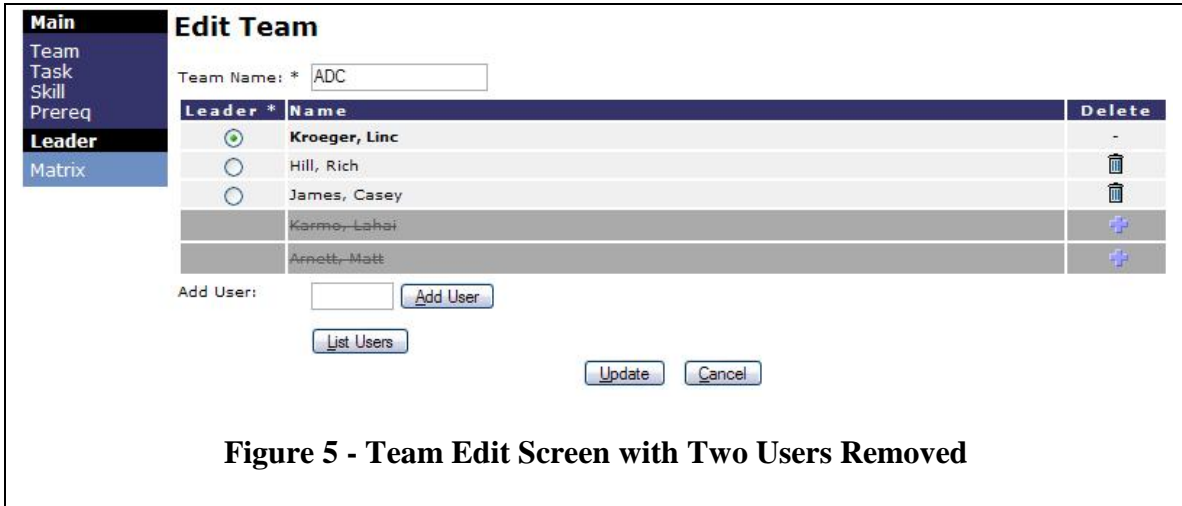 Main
Team
Task
Skill
Prereq
Leader
Matrix
Edit Team
Team Name: * ADC
Leader * Name Delete
Kroeger, Linc -
Hill, Rich
James, Casey
Karmo, Lahai
Arnett, Matt
Add User: Add User
List Users
Update Cancel
Figure 5 - Team Edit Screen with Two Users Removed